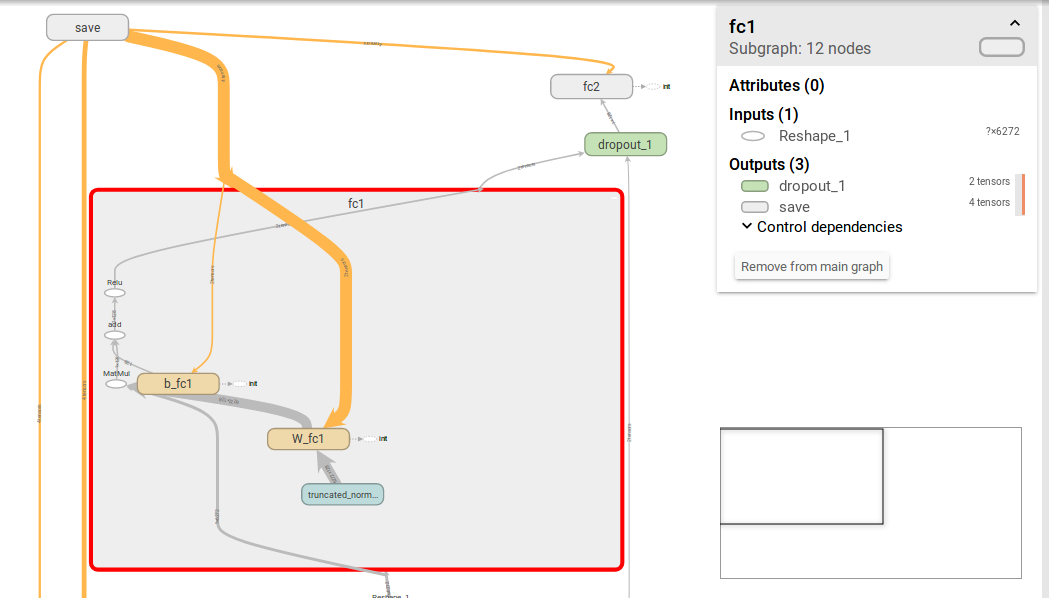 save
fc2
init
dropout_1
fc1
Relu
add
MatMul
b_fc1
init
W_fc1
init
truncated_norm...
Reshape_1
fc1
Subgraph: 12 nodes
Attributes (0)
Inputs (1)
Reshape_1 ?×6272
Outputs (3)
dropout_1 2 tensors
save 4 tensors
Control dependencies
Remove from main graph